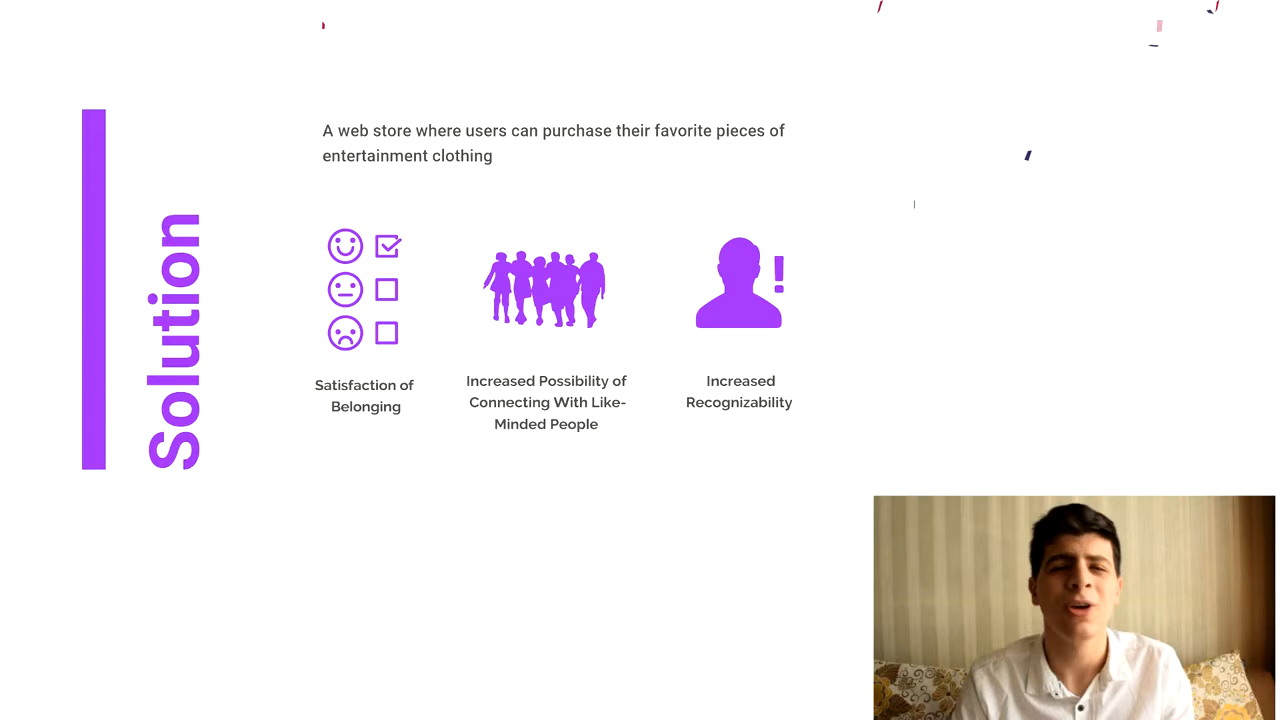 Solution
A web store where users can purchase their favorite pieces of
entertainment clothing
Satisfaction of
Belonging
Increased Possibility of
Connecting With Like-
Minded People
Increased
Recognizability